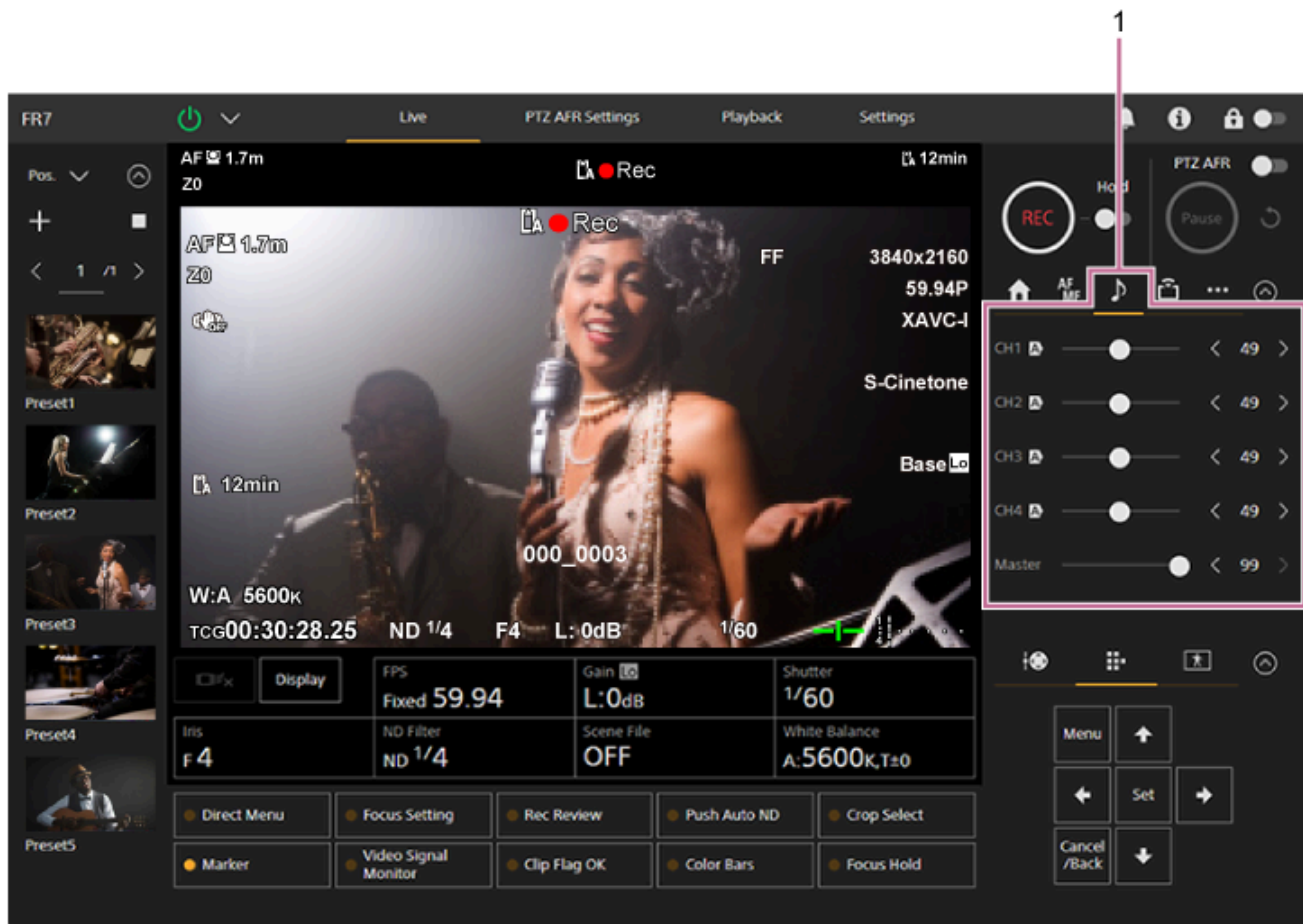 1
FR7
Live
PTZ AFR Settings
Playback
Settings
Pos.
1 /1
Preset1
Preset2
Preset3
Preset4
Preset5
AF 1.7m
Z0
A Rec
A 12min
A Rec
AF 1.7m
Z0
OFF
FF
3840x2160
59.94P
XAVC-I
S-Cinetone
Base Lo
A 12min
000_0003
W:A 5600K
TCG00:30:28.25 ND 1/4 F4 L: 0dB 1/60
Display
FPS
Fixed 59.94
Gain Lo
L:0dB
Shutter
1/60
Iris
F 4
ND Filter
ND 1/4
Scene File
OFF
White Balance
A:5600K,T±0
Direct Menu
Focus Setting
Rec Review
Push Auto ND
Crop Select
Marker
Video Signal
Monitor
Clip Flag OK
Color Bars
Focus Hold
REC
Hold
PTZ AFR
Pause
AF
MF
CH1 A 49
CH2 A 49
CH3 A 49
CH4 A 49
Master 99
Menu
Set
Cancel
/Back